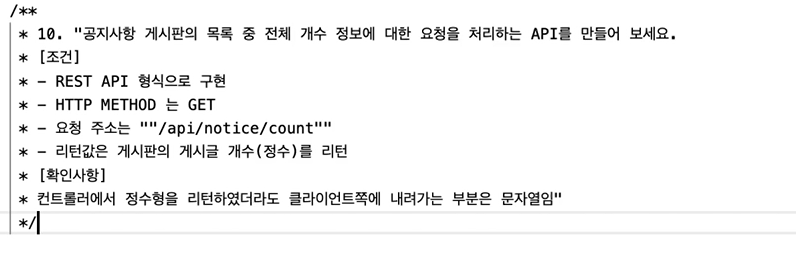 /**
* 10. "공지사항 게시판의 목록 중 전체 개수 정보에 대한 요청을 처리하는 API를 만들어 보세요.
* [조건]
* - REST API 형식으로 구현
* - HTTP METHOD 는 GET
* - 요청 주소는 ""/api/notice/count""
* - 리턴값은 게시판의 게시글 개수(정수)를 리턴
* [확인사항]
* 컨트롤러에서 정수형을 리턴하였더라도 클라이언트쪽에 내려가는 부분은 문자열임"
*/